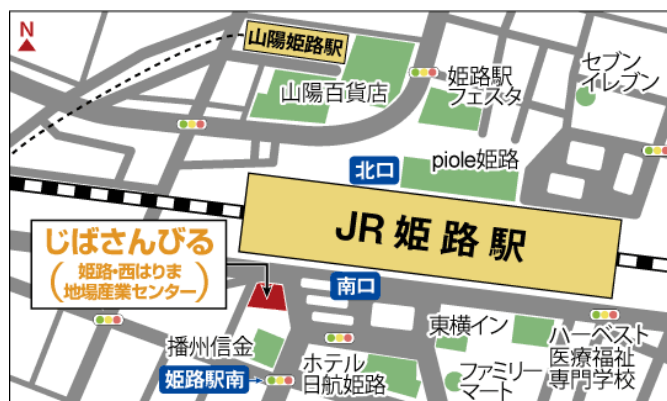 N
山陽姫路駅
山陽百貨店
姫路駅
フェスタ
セブン
イレブン
北口
piole姫路
JR姫路駅
じばさんびる
(姫路・西はりま
地場産業センター)
南口
播州信金
姫路駅南
ホテル
日航姫路
東横イン
ファミリー
マート
ハーベスト
医療福祉
専門学校